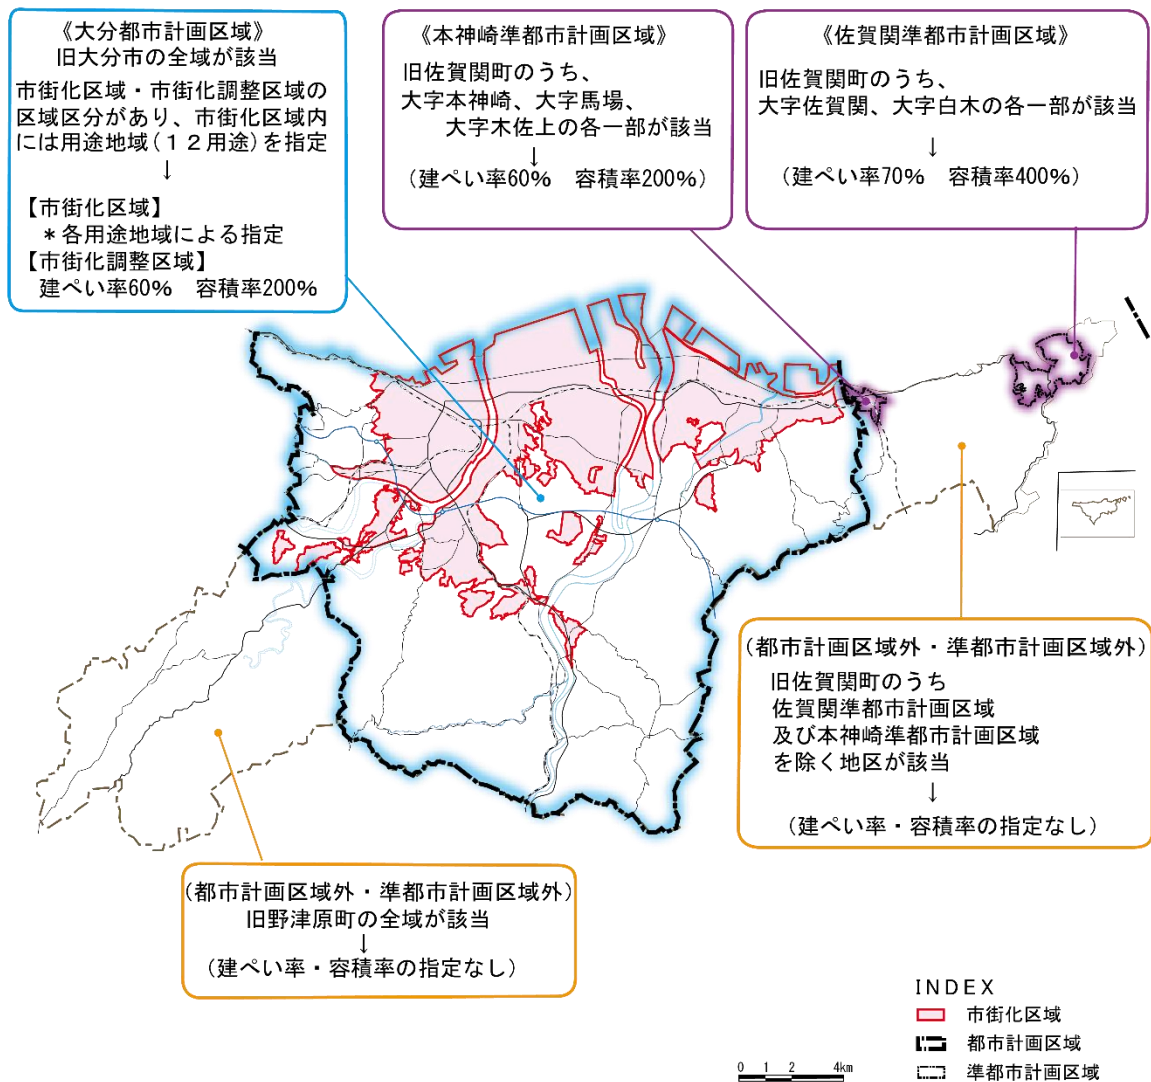 《大分都市計画区域》
旧大分市の全域が該当
市街化区域・市街化調整区域の
区域区分があり、市街化区域内
には用途地域(12用途)を指定
↓
【市街化区域】
＊各用途地域による指定
【市街化調整区域】
建ぺい率60%　容積率200%
《本神崎準都市計画区域》
旧佐賀関町のうち、
大字本神崎、大字馬場、
大字木佐上の各一部が該当
↓
(建ぺい率60%　容積率200%)
《佐賀関準都市計画区域》
旧佐賀関町のうち、
大字佐賀関、大字白木の各一部が該当
↓
(建ぺい率70%　容積率400%)
(都市計画区域外・準都市計画区域外)
旧佐賀関町のうち
佐賀関準都市計画区域
及び本神崎準都市計画区域
を除く地区が該当
↓
(建ぺい率・容積率の指定なし)
(都市計画区域外・準都市計画区域外)
旧野津原町の全域が該当
↓
(建ぺい率・容積率の指定なし)
INDEX
市街化区域
都市計画区域
準都市計画区域
0 1 2 4km